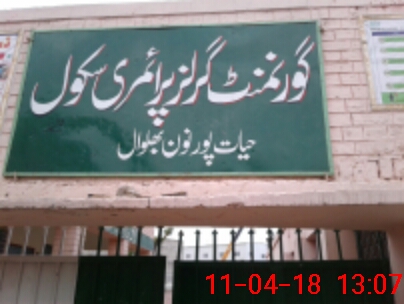 گورنمنٹ گرلز پرائمری سکول
حیات پور نون بھلوال
11-04-18 13:07